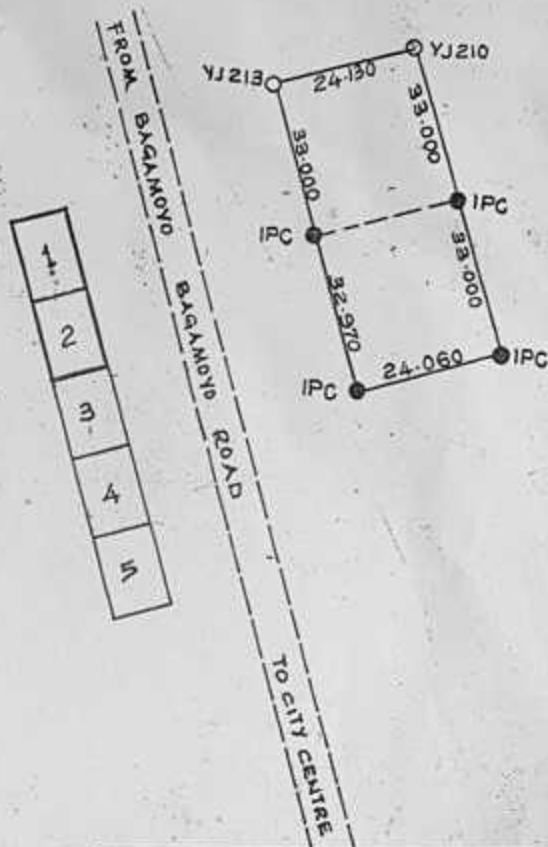 FROM BAGAMOYO
BAGAMOYO ROAD
TO CITY CENTRE
1.
2
3.
4
5
YJ213
24.130
YJ210
33.000
33.000
IPC
IPC
32.970
33.000
IPC
24.060
IPC